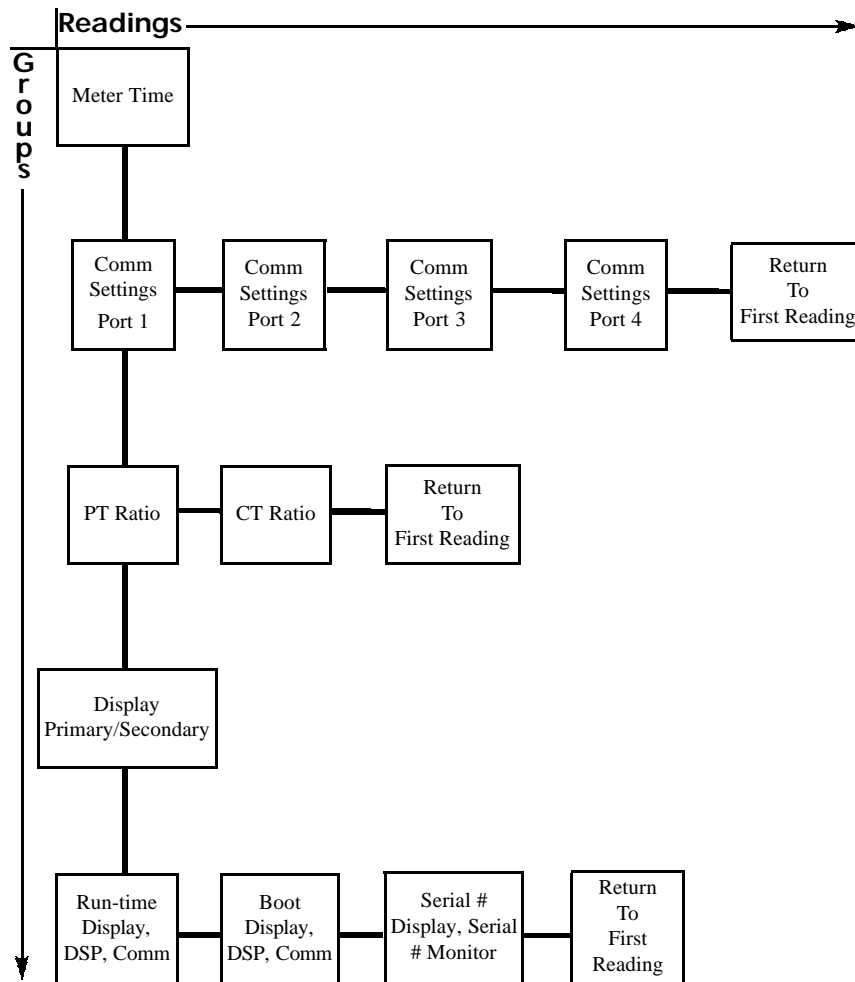 Readings
Groups
Meter Time
Comm
Settings
Port 1
Comm
Settings
Port 2
Comm
Settings
Port 3
Comm
Settings
Port 4
Return
To
First Reading
PT Ratio
CT Ratio
Return
To
First Reading
Display
Primary/Secondary
Run-time
Display,
DSP, Comm
Boot
Display,
DSP, Comm
Serial #
Display, Serial
# Monitor
Return
To
First
Reading